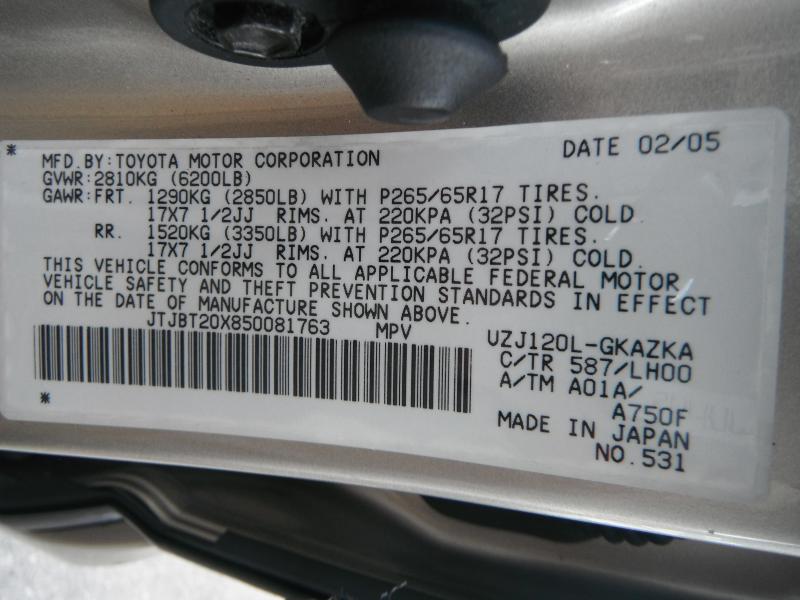 * MFD.BY:TOYOTA MOTOR CORPORATION DATE 02/05
GVWR:2810KG (6200LB)
GAWR:FRT. 1290KG (2850LB) WITH P265/65R17 TIRES.
17X7 1/2JJ RIMS. AT 220KPA (32PSI) COLD.
RR. 1520KG (3350LB) WITH P265/65R17 TIRES.
17X7 1/2JJ RIMS. AT 220KPA (32PSI) COLD.
THIS VEHICLE CONFORMS TO ALL APPLICABLE FEDERAL MOTOR
VEHICLE SAFETY AND THEFT PREVENTION STANDARDS IN EFFECT
ON THE DATE OF MANUFACTURE SHOWN ABOVE.
JTJBT20X850081763 MPV
UZJ120L-GKAZKA
C/TR 587/LH00
A/TM A01A/
A750F
*
MADE IN JAPAN
NO.531